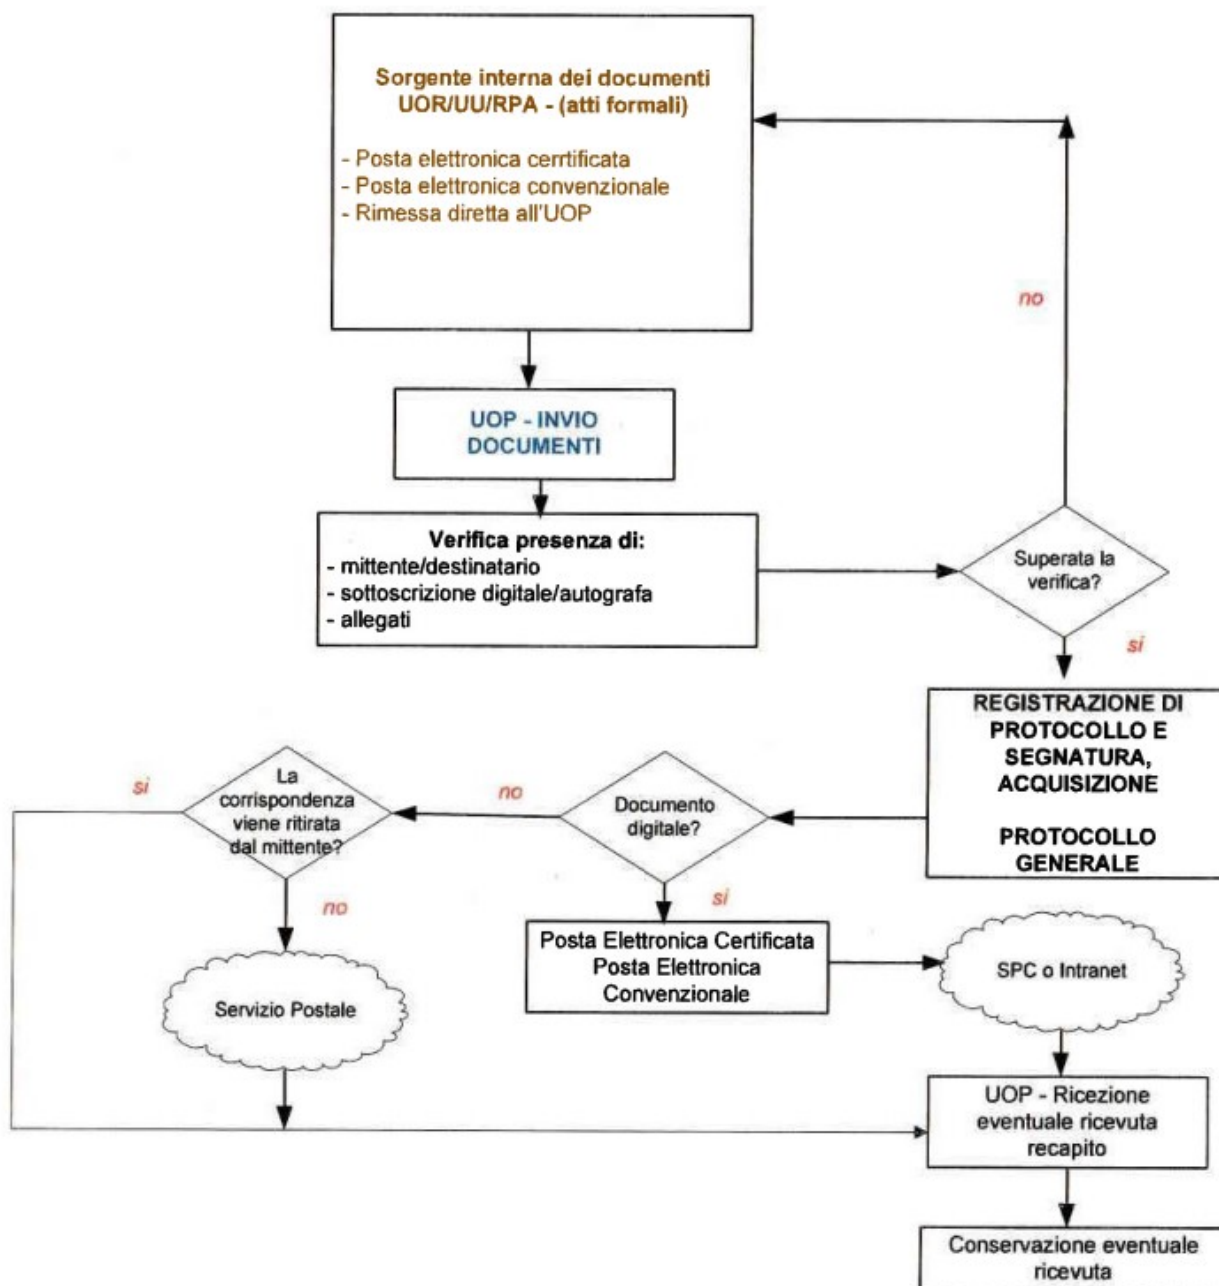 Sorgente interna dei documenti
UOR/UU/RPA - (atti formali)
- Posta elettronica cerrtificata
- Posta elettronica convenzionale
- Rimessa diretta all'UOP
no
UOP - INVIO
DOCUMENTI
Verifica presenza di:
- mittente/destinatario
- sottoscrizione digitale/autografa
- allegati
Superata la
verifica?
si
REGISTRAZIONE DI
PROTOCOLLO E
SEGNATURA,
ACQUISIZIONE
PROTOCOLLO
GENERALE
Documento
digitale?
no
La
corrispondenza
viene ritirata
dal mittente?
si
no
Servizio Postale
si
Posta Elettronica Certificata
Posta Elettronica
Convenzionale
SPC o Intranet
UOP - Ricezione
eventuale ricevuta
recapito
Conservazione eventuale
ricevuta